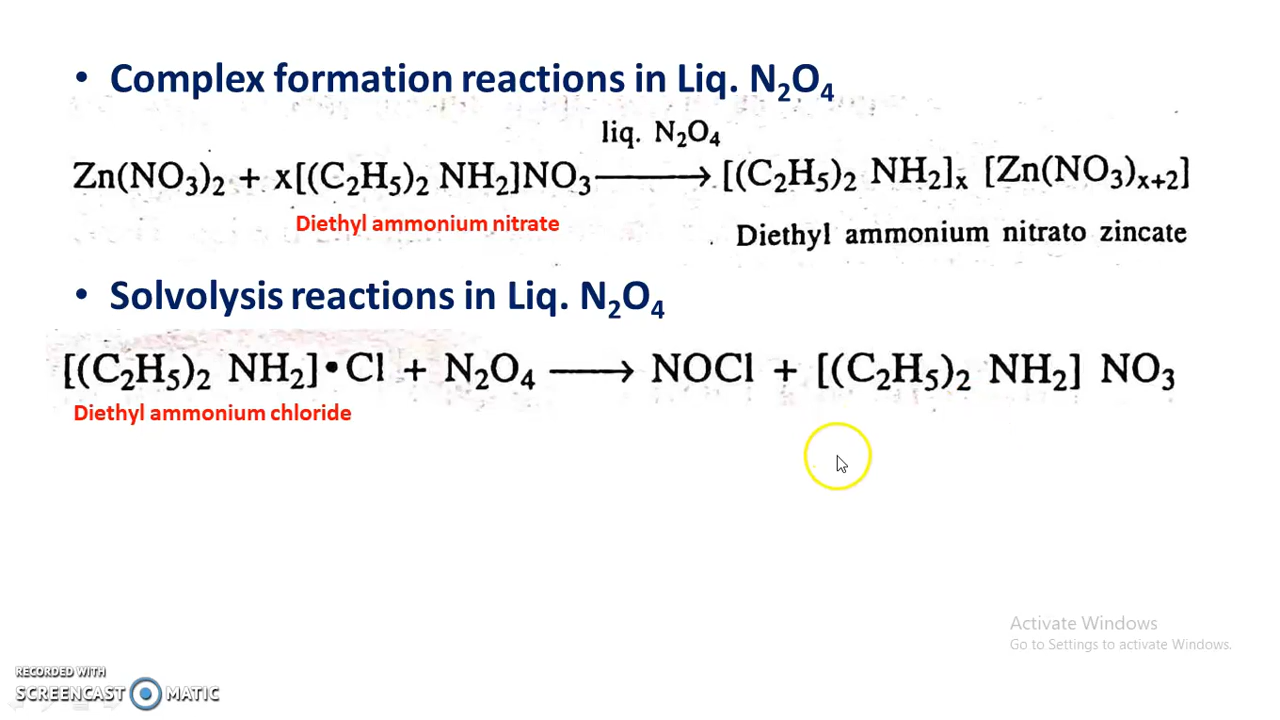 • Complex formation reactions in Liq. N₂O₄
liq. N₂O₄
Zn(NO₃)₂ + x[(C₂H₅)₂ NH₂]NO₃ ⟶ [(C₂H₅)₂ NH₂]ₓ [Zn(NO₃)ₓ₊₂]
Diethyl ammonium nitrate
Diethyl ammonium nitrato zincate
• Solvolysis reactions in Liq. N₂O₄
[(C₂H₅)₂ NH₂]•Cl + N₂O₄ ⟶ NOCl + [(C₂H₅)₂ NH₂] NO₃
Diethyl ammonium chloride
Activate Windows
Go to Settings to activate Windows.
RECORDED WITH
SCREENCAST MATIC